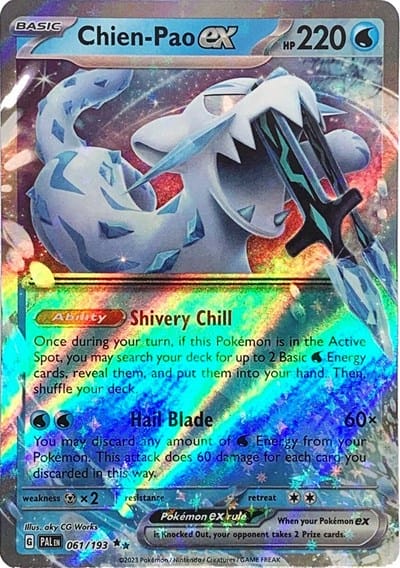 BASIC
Chien-Pao ex HP 220
Ability Shivery Chill
Once during your turn, if this Pokémon is in the Active
Spot, you may search your deck for up to 2 Basic Energy
cards, reveal them, and put them into your hand. Then,
shuffle your deck.
Hail Blade 60×
You may discard any amount of Energy from your
Pokémon. This attack does 60 damage for each card you
discarded in this way.
weakness ×2 resistance retreat
Illus. aky CG Works
Pokémon ex rule When your Pokémon ex
is Knocked Out, your opponent takes 2 Prize cards.
G PAL EN 061/193 ★★
©2023 Pokémon / Nintendo / Creatures / GAME FREAK